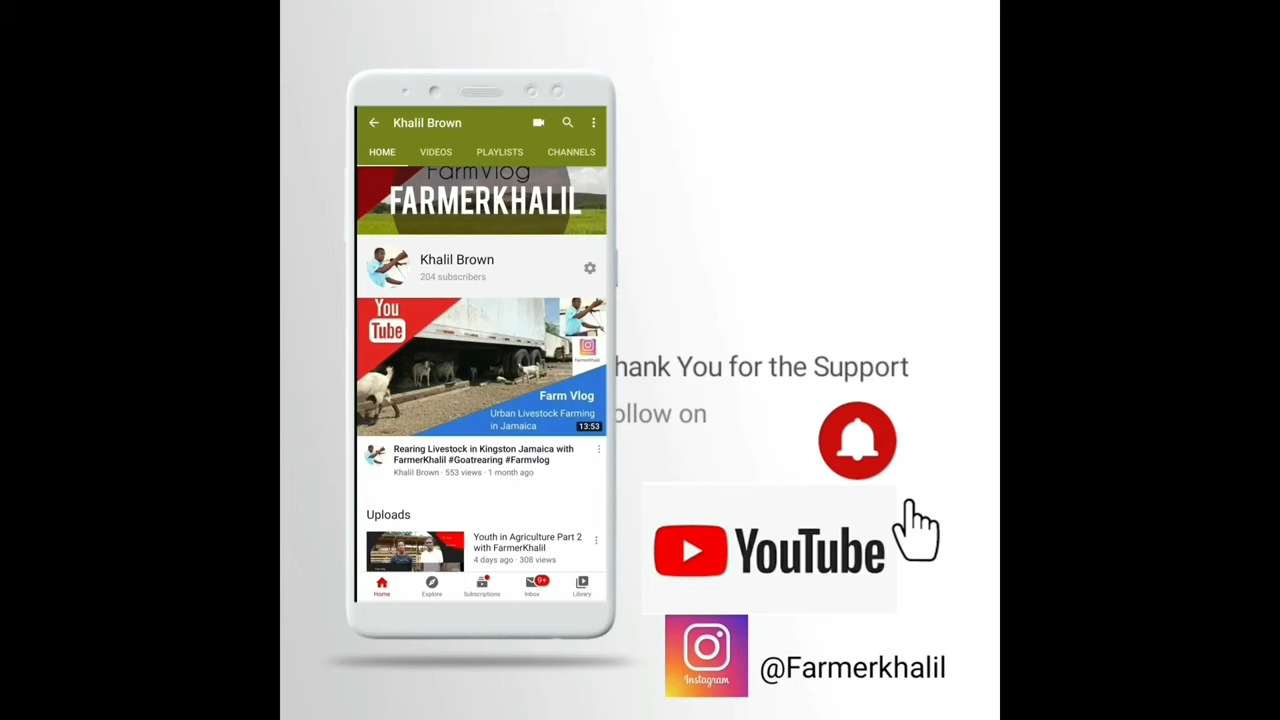 Khalil Brown
HOME VIDEOS PLAYLISTS CHANNELS
FarmVlog
FARMERKHALIL
Khalil Brown
204 subscribers
You
Tube
FarmerKhalil
Farm Vlog
Urban Livestock Farming
in Jamaica
13:53
Rearing Livestock in Kingston Jamaica with
FarmerKhalil #Goatrearing #Farmvlog
Khalil Brown · 553 views · 1 month ago
Uploads
Youth in Agriculture Part 2
with FarmerKhalil
4 days ago · 308 views
9+
Home Explore Subscriptions Inbox Library
hank You for the Support
ollow on
YouTube
Instagram
@Farmerkhalil